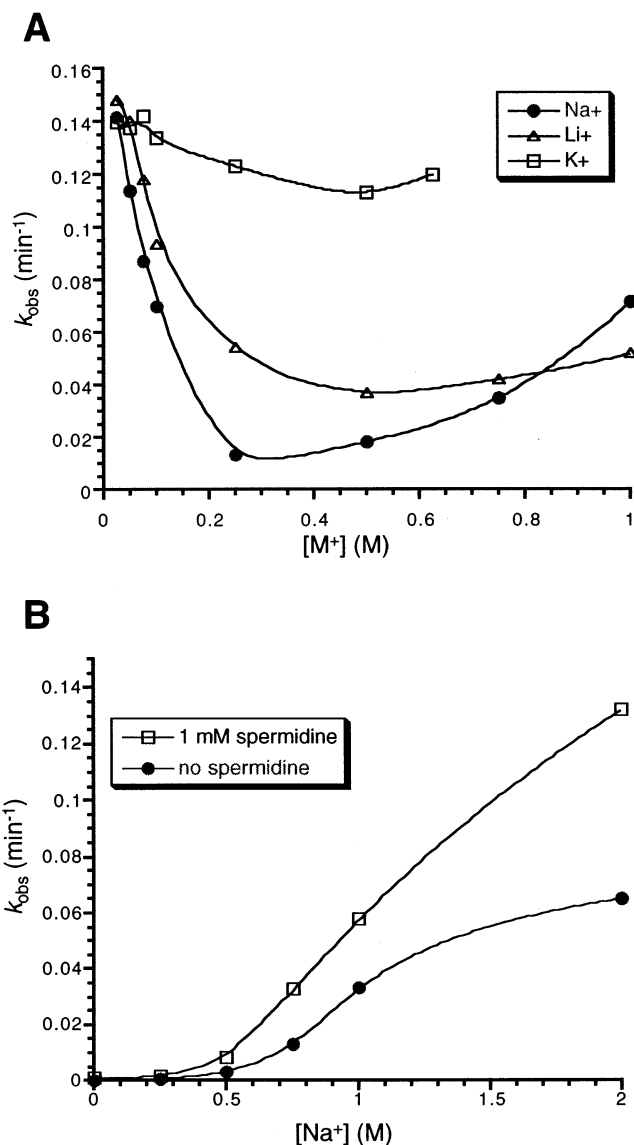 A
0.16
0.14
0.12
0.1
0.08
0.06
0.04
0.02
0
kobs (min-1)
Na+
Li+
K+
0 0.2 0.4 0.6 0.8 1
[M+] (M)
B
0.14
0.12
0.1
0.08
0.06
0.04
0.02
0
kobs (min-1)
1 mM spermidine
no spermidine
0 0.5 1 1.5 2
[Na+] (M)